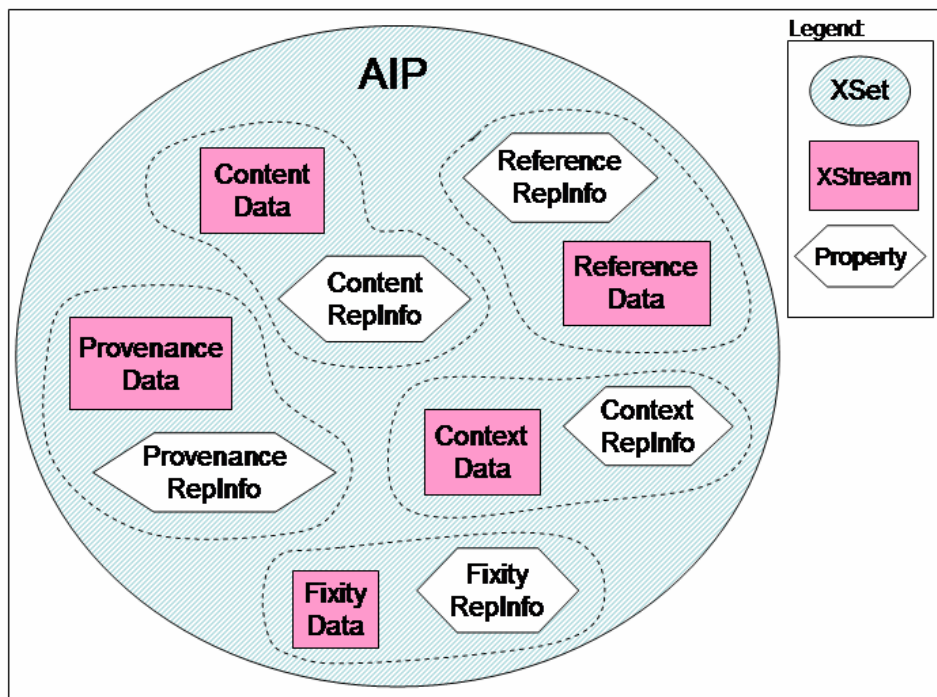 AIP
Content
Data
Content
RepInfo
Reference
RepInfo
Reference
Data
Provenance
Data
Provenance
RepInfo
Context
Data
Context
RepInfo
Fixity
Data
Fixity
RepInfo
Legend:
XSet
XStream
Property